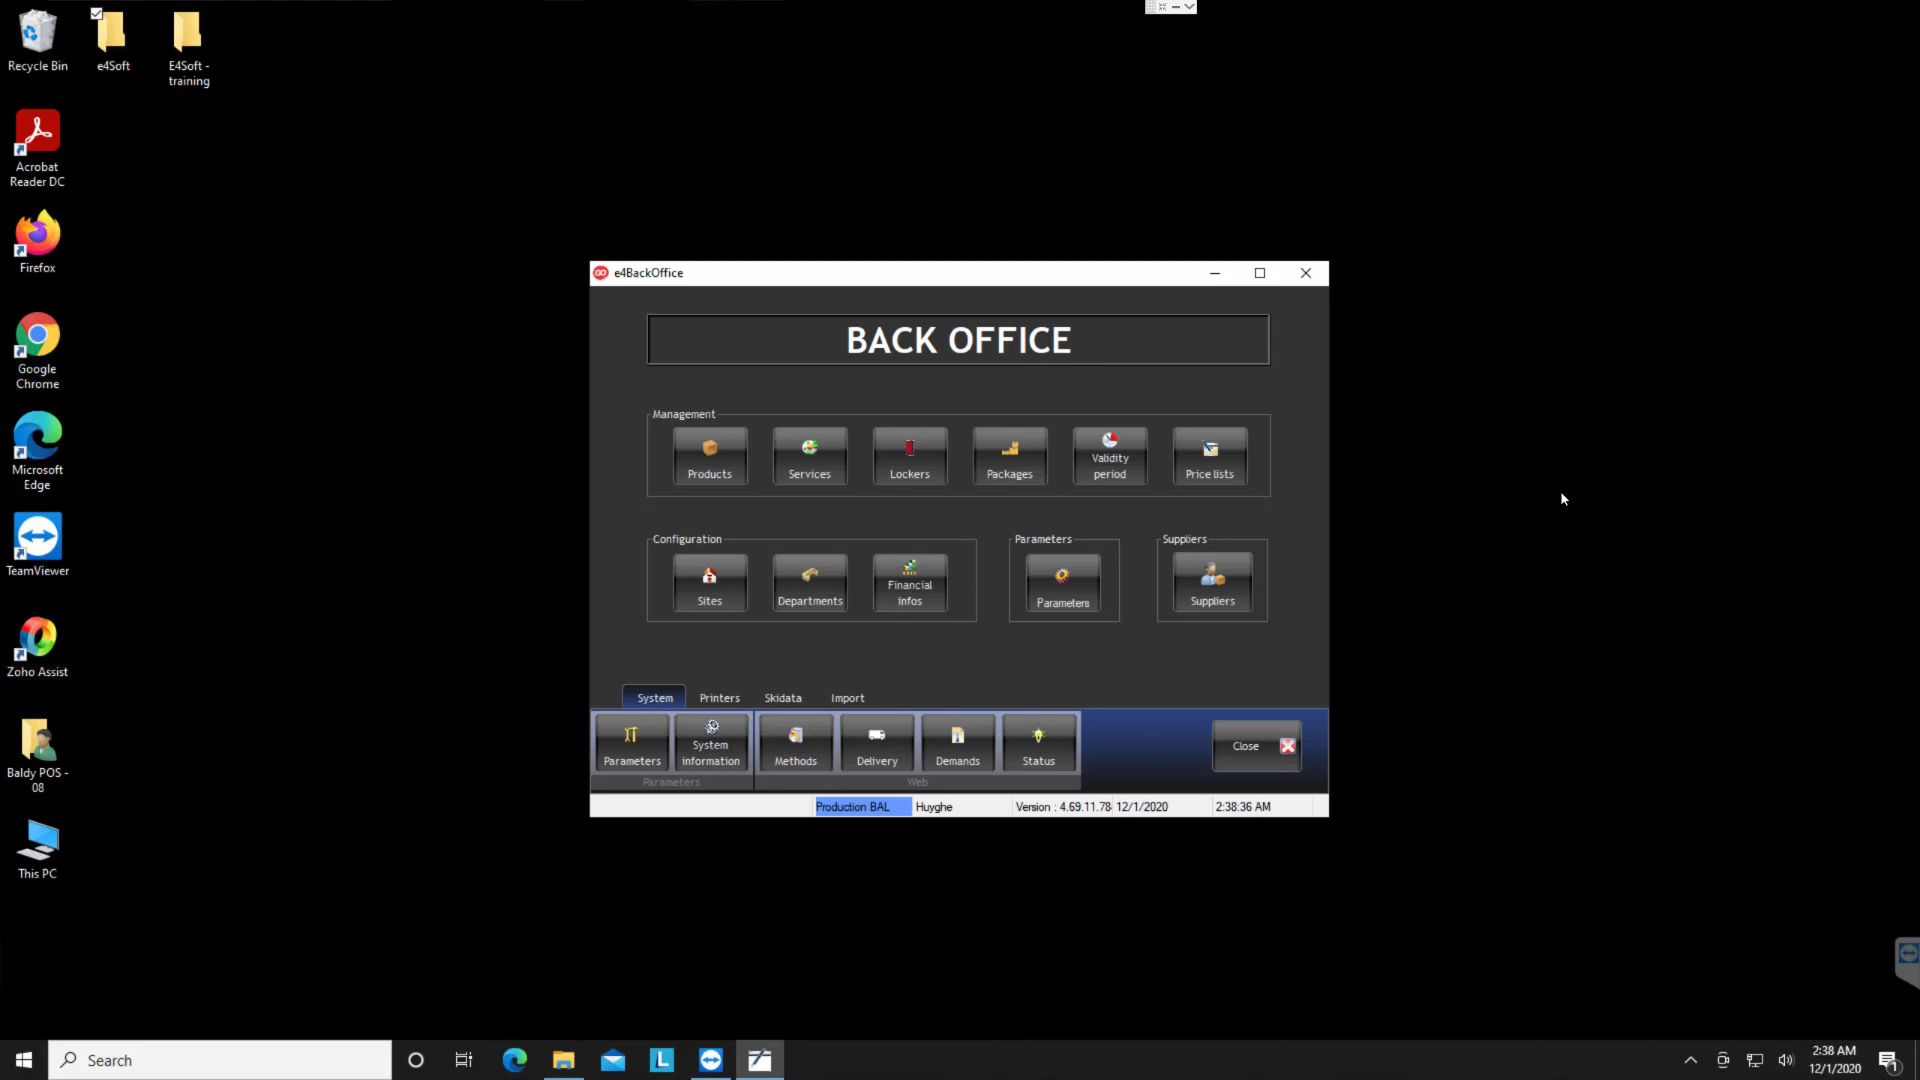 Recycle Bin
e4Soft
E4Soft -
training
Acrobat
Reader DC
Firefox
Google
Chrome
Microsoft
Edge
TeamViewer
Zoho Assist
Baldy POS -
08
This PC
e4BackOffice
BACK OFFICE
Management
Products
Services
Lockers
Packages
Validity
period
Price lists
Configuration
Parameters
Suppliers
Sites
Departments
Financial
infos
Parameters
Suppliers
System
Printers
Skidata
Import
Parameters
System
information
Methods
Delivery
Demands
Status
Close
Parameters
Web
Production BAL
Huyghe
Version : 4.69.11.78
12/1/2020
2:38:36 AM
Search
L
2:38 AM
12/1/2020
1